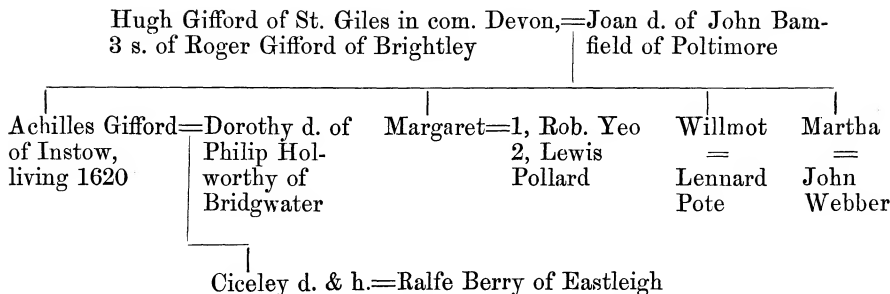 Hugh Gifford of St. Giles in com. Devon,=Joan d. of John Bam-
3 s. of Roger Gifford of Brightley field of Poltimore
Achilles Gifford=Dorothy d. of Margaret=1, Rob. Yeo Willmot Martha
of Instow, Philip Hol- 2, Lewis = =
living 1620 worthy of Pollard Lennard John
Bridgwater Pote Webber
Ciceley d. & h.=Ralfe Berry of Eastleigh